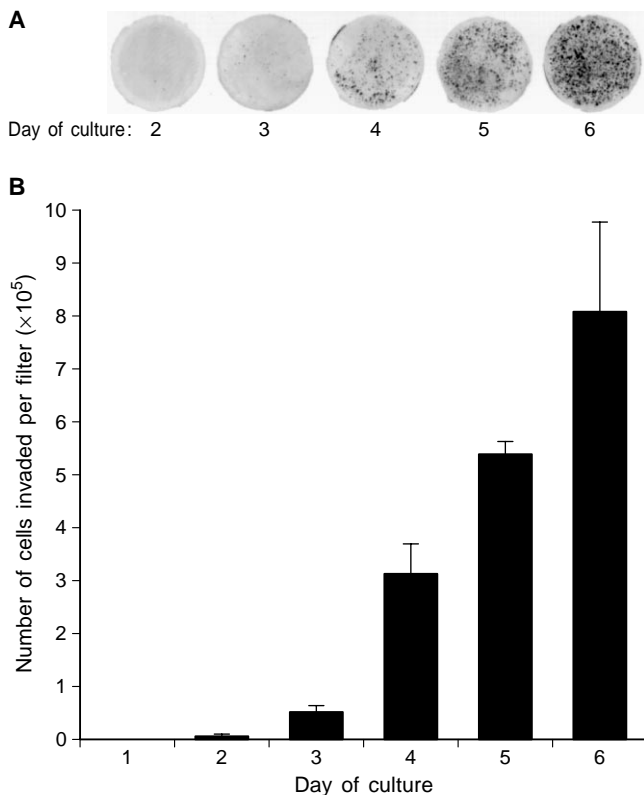 A
Day of culture: 2 3 4 5 6
B
Number of cells invaded per filter (×10⁵)
10
9
8
7
6
5
4
3
2
1
0
1 2 3 4 5 6
Day of culture